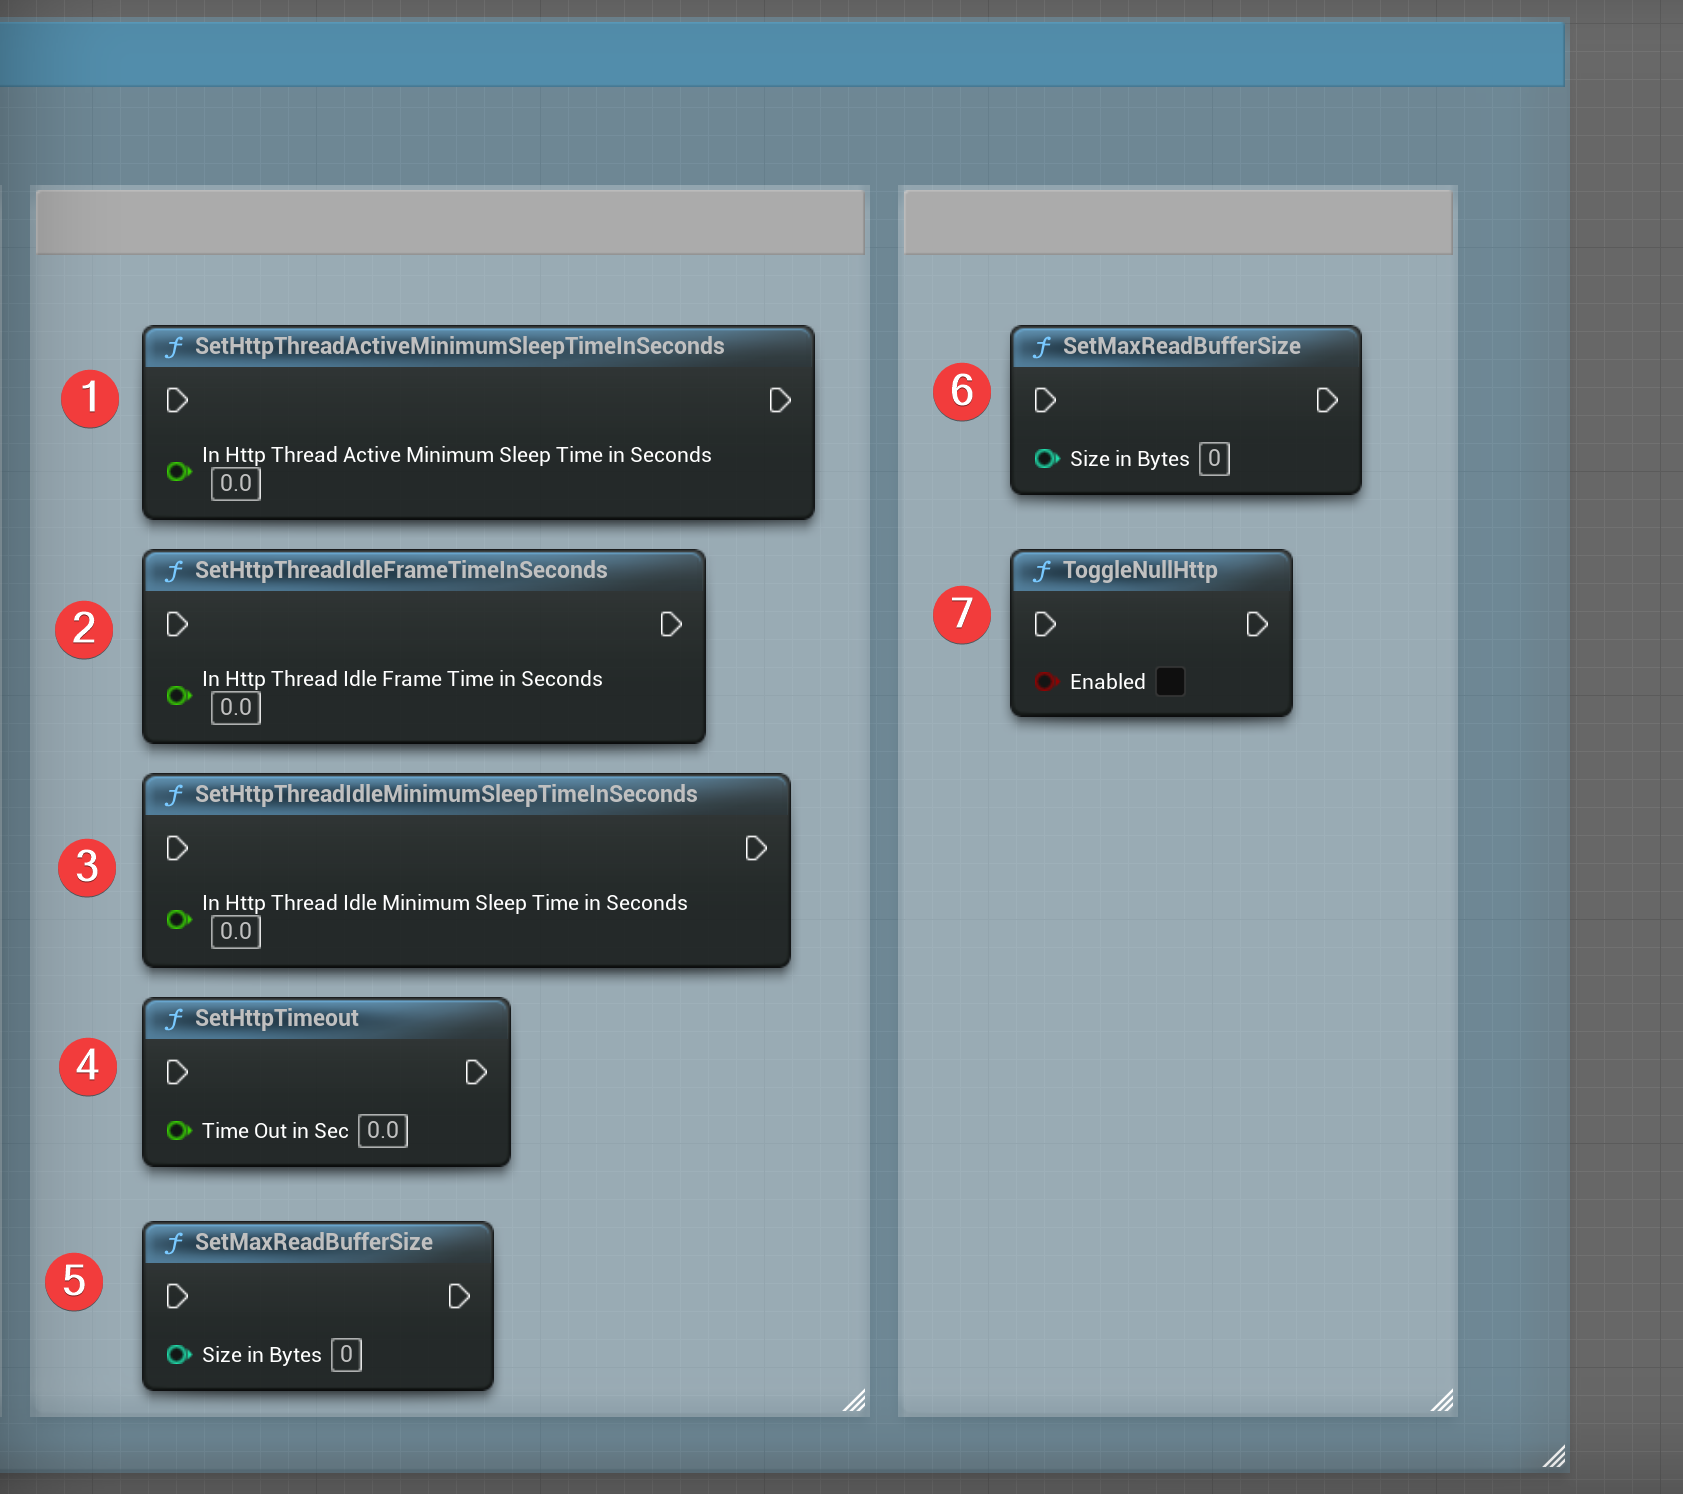 1
SetHttpThreadActiveMinimumSleepTimeInSeconds
In Http Thread Active Minimum Sleep Time in Seconds
0.0
2
SetHttpThreadIdleFrameTimeInSeconds
In Http Thread Idle Frame Time in Seconds
0.0
3
SetHttpThreadIdleMinimumSleepTimeInSeconds
In Http Thread Idle Minimum Sleep Time in Seconds
0.0
4
SetHttpTimeout
Time Out in Sec 0.0
5
SetMaxReadBufferSize
Size in Bytes 0
6
SetMaxReadBufferSize
Size in Bytes 0
7
ToggleNullHttp
Enabled